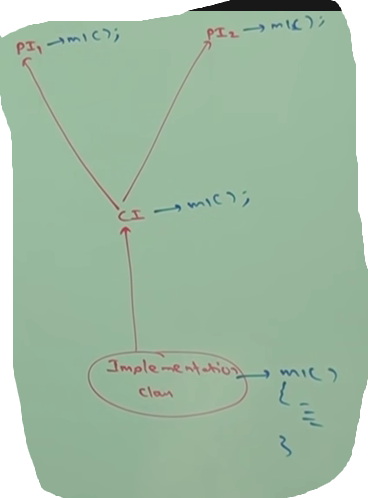 PI₁ → m1();
PI₂ → m1();
CI → m1();
Implementation → m1()
class
{
}